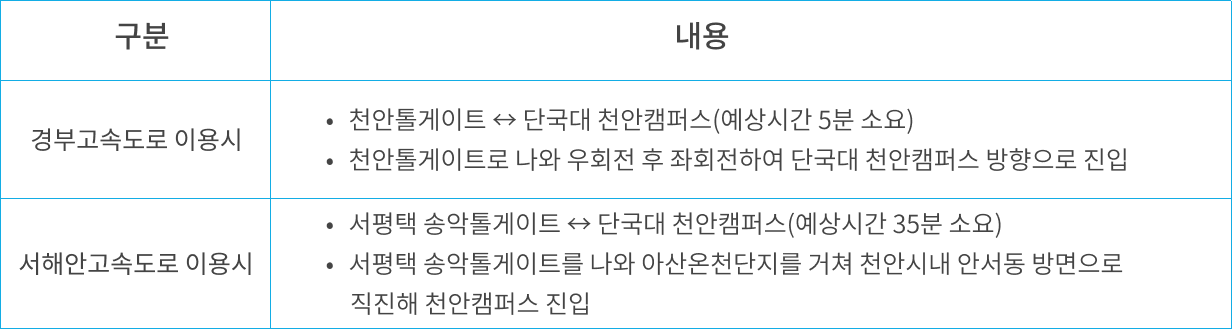 구분
내용
경부고속도로 이용시
• 천안톨게이트 ↔ 단국대 천안캠퍼스(예상시간 5분 소요)
• 천안톨게이트로 나와 우회전 후 좌회전하여 단국대 천안캠퍼스 방향으로 진입
서해안고속도로 이용시
• 서평택 송악톨게이트 ↔ 단국대 천안캠퍼스(예상시간 35분 소요)
• 서평택 송악톨게이트를 나와 아산온천단지를 거쳐 천안시내 안서동 방면으로
직진해 천안캠퍼스 진입